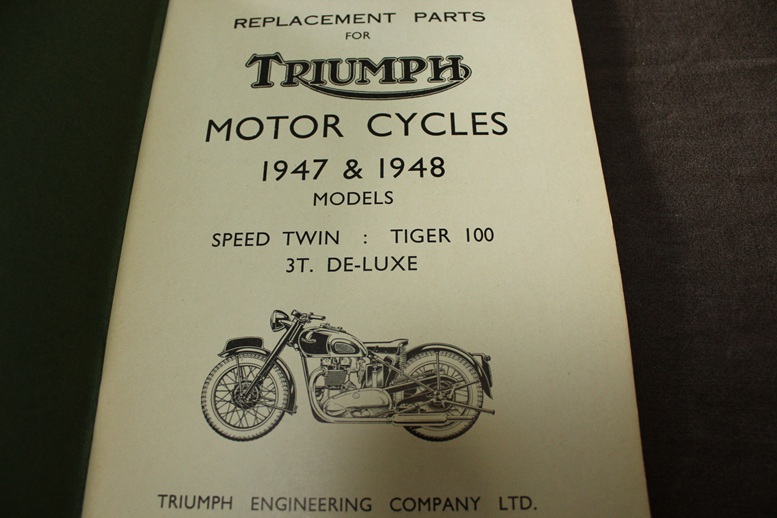 REPLACEMENT PARTS
FOR
TRIUMPH
MOTOR CYCLES
1947 & 1948
MODELS
SPEED TWIN : TIGER 100
3T. DE-LUXE
TRIUMPH ENGINEERING COMPANY LTD.